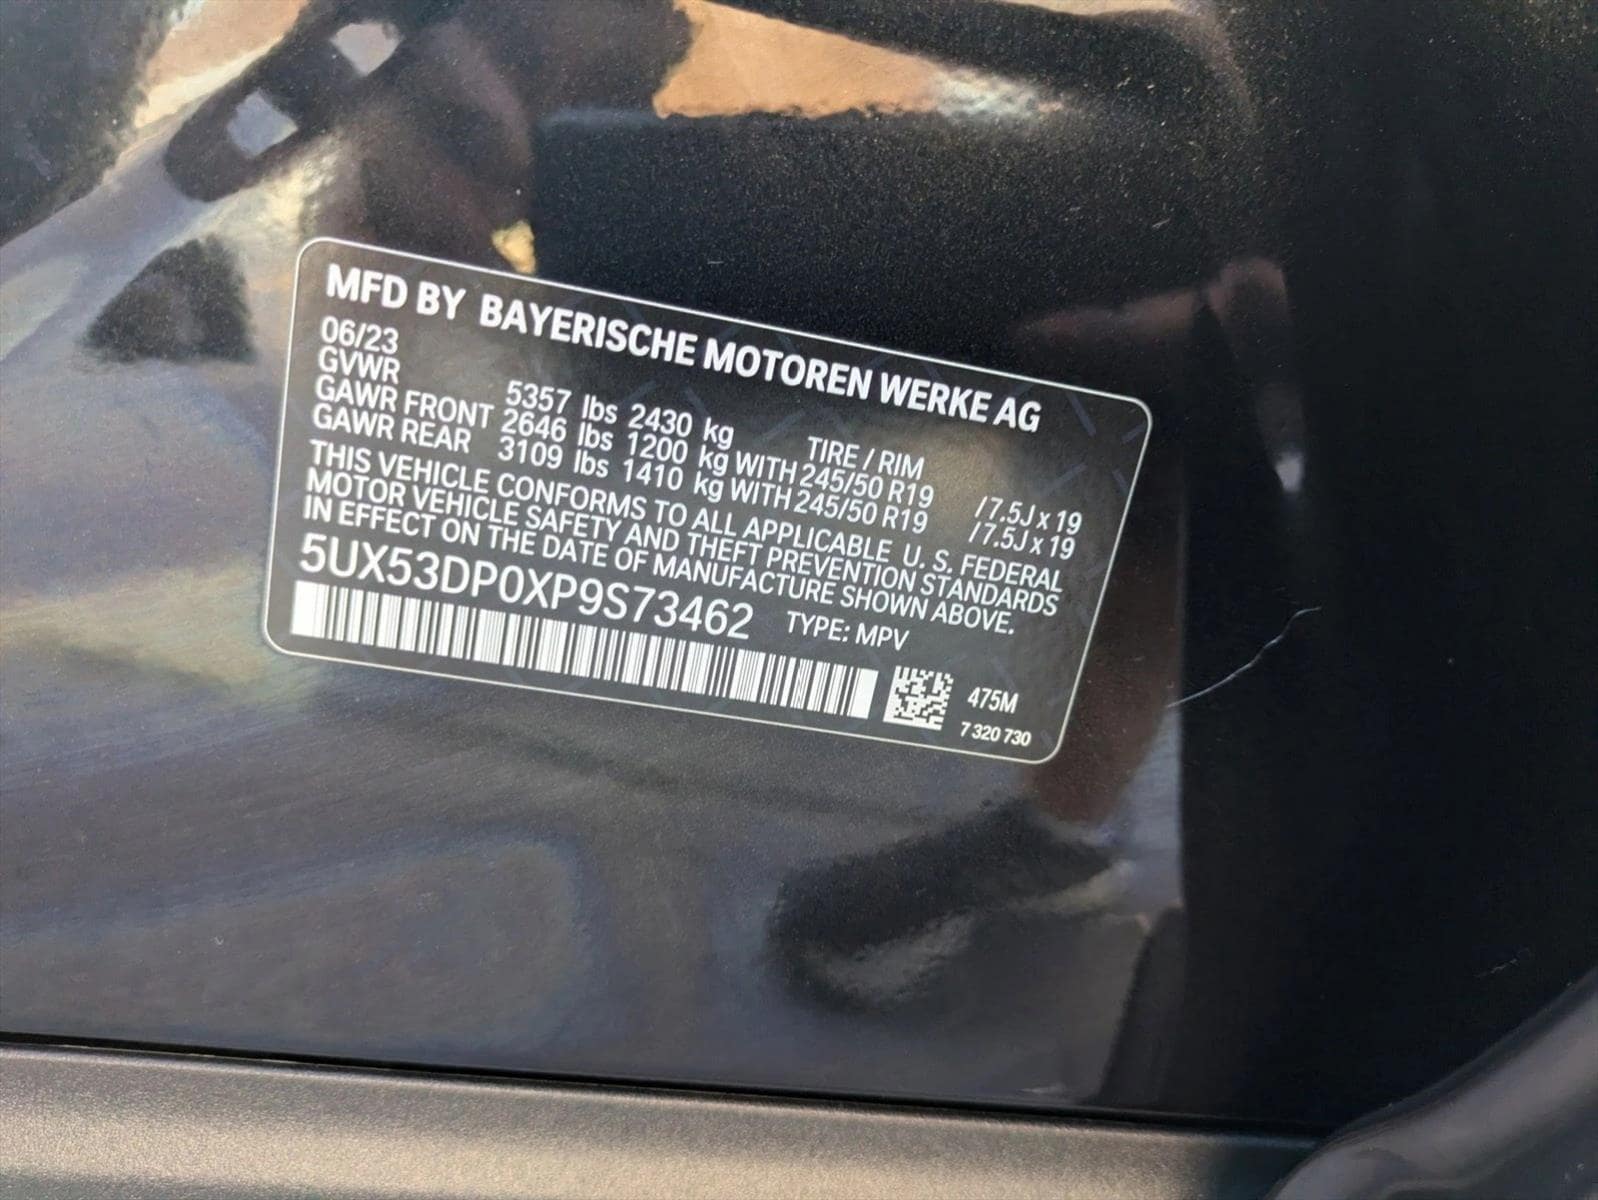 MFD BY BAYERISCHE MOTOREN WERKE AG
06/23
GVWR 5357 lbs 2430 kg TIRE / RIM
GAWR FRONT 2646 lbs 1200 kg WITH 245/50 R19 /7.5J x 19
GAWR REAR 3109 lbs 1410 kg WITH 245/50 R19 /7.5J x 19
THIS VEHICLE CONFORMS TO ALL APPLICABLE U. S. FEDERAL
MOTOR VEHICLE SAFETY AND THEFT PREVENTION STANDARDS
IN EFFECT ON THE DATE OF MANUFACTURE SHOWN ABOVE.
5UX53DP0XP9S73462 TYPE: MPV
475M
7 320 730